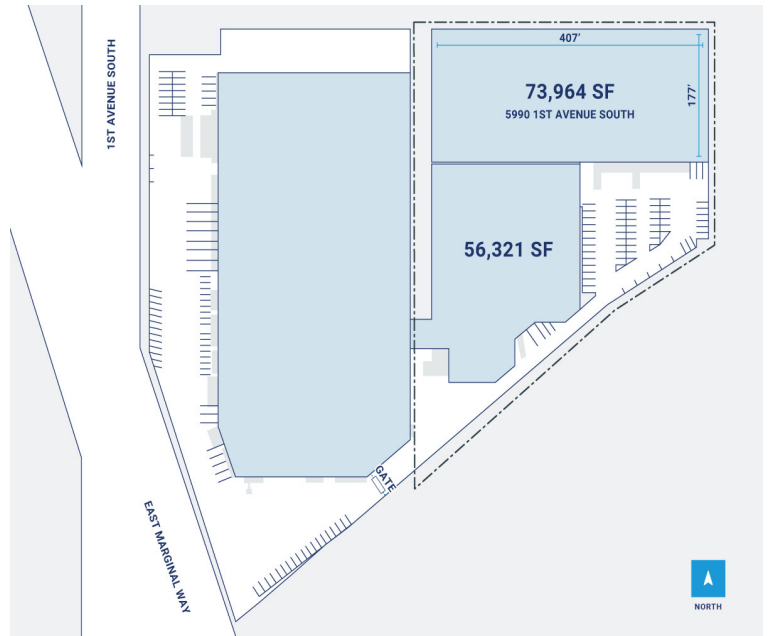 1ST AVENUE SOUTH
407'
73,964 SF
5990 1ST AVENUE SOUTH
177'
56,321 SF
GATE
EAST MARGINAL WAY
NORTH